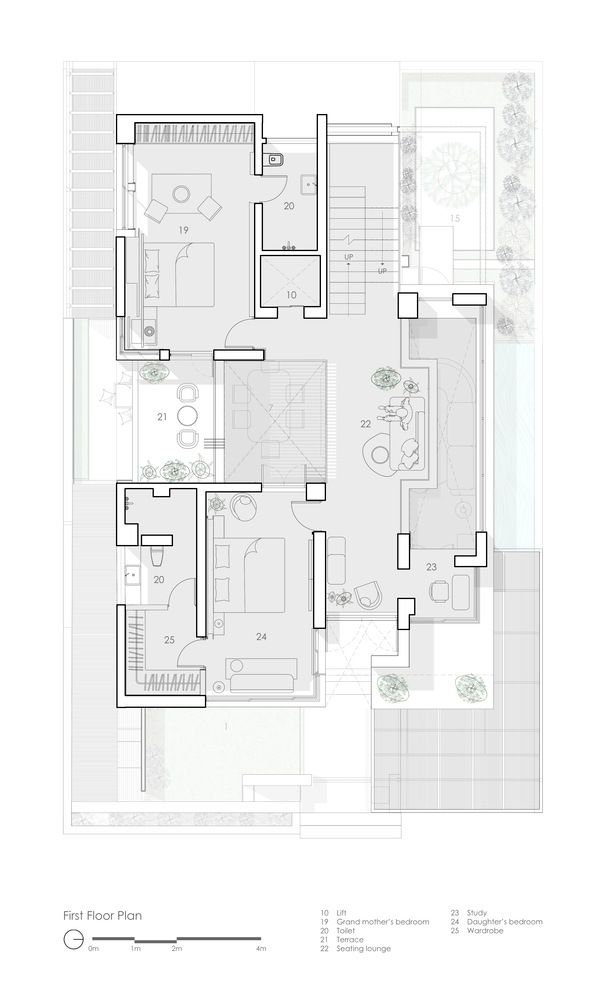 First Floor Plan
0m 1m 2m 4m
10 Lift
19 Grand mother's bedroom
20 Toilet
21 Terrace
22 Seating lounge
23 Study
24 Daughter's bedroom
25 Wardrobe
25
20
21
19
24
10
20
UP
UP
22
23
15